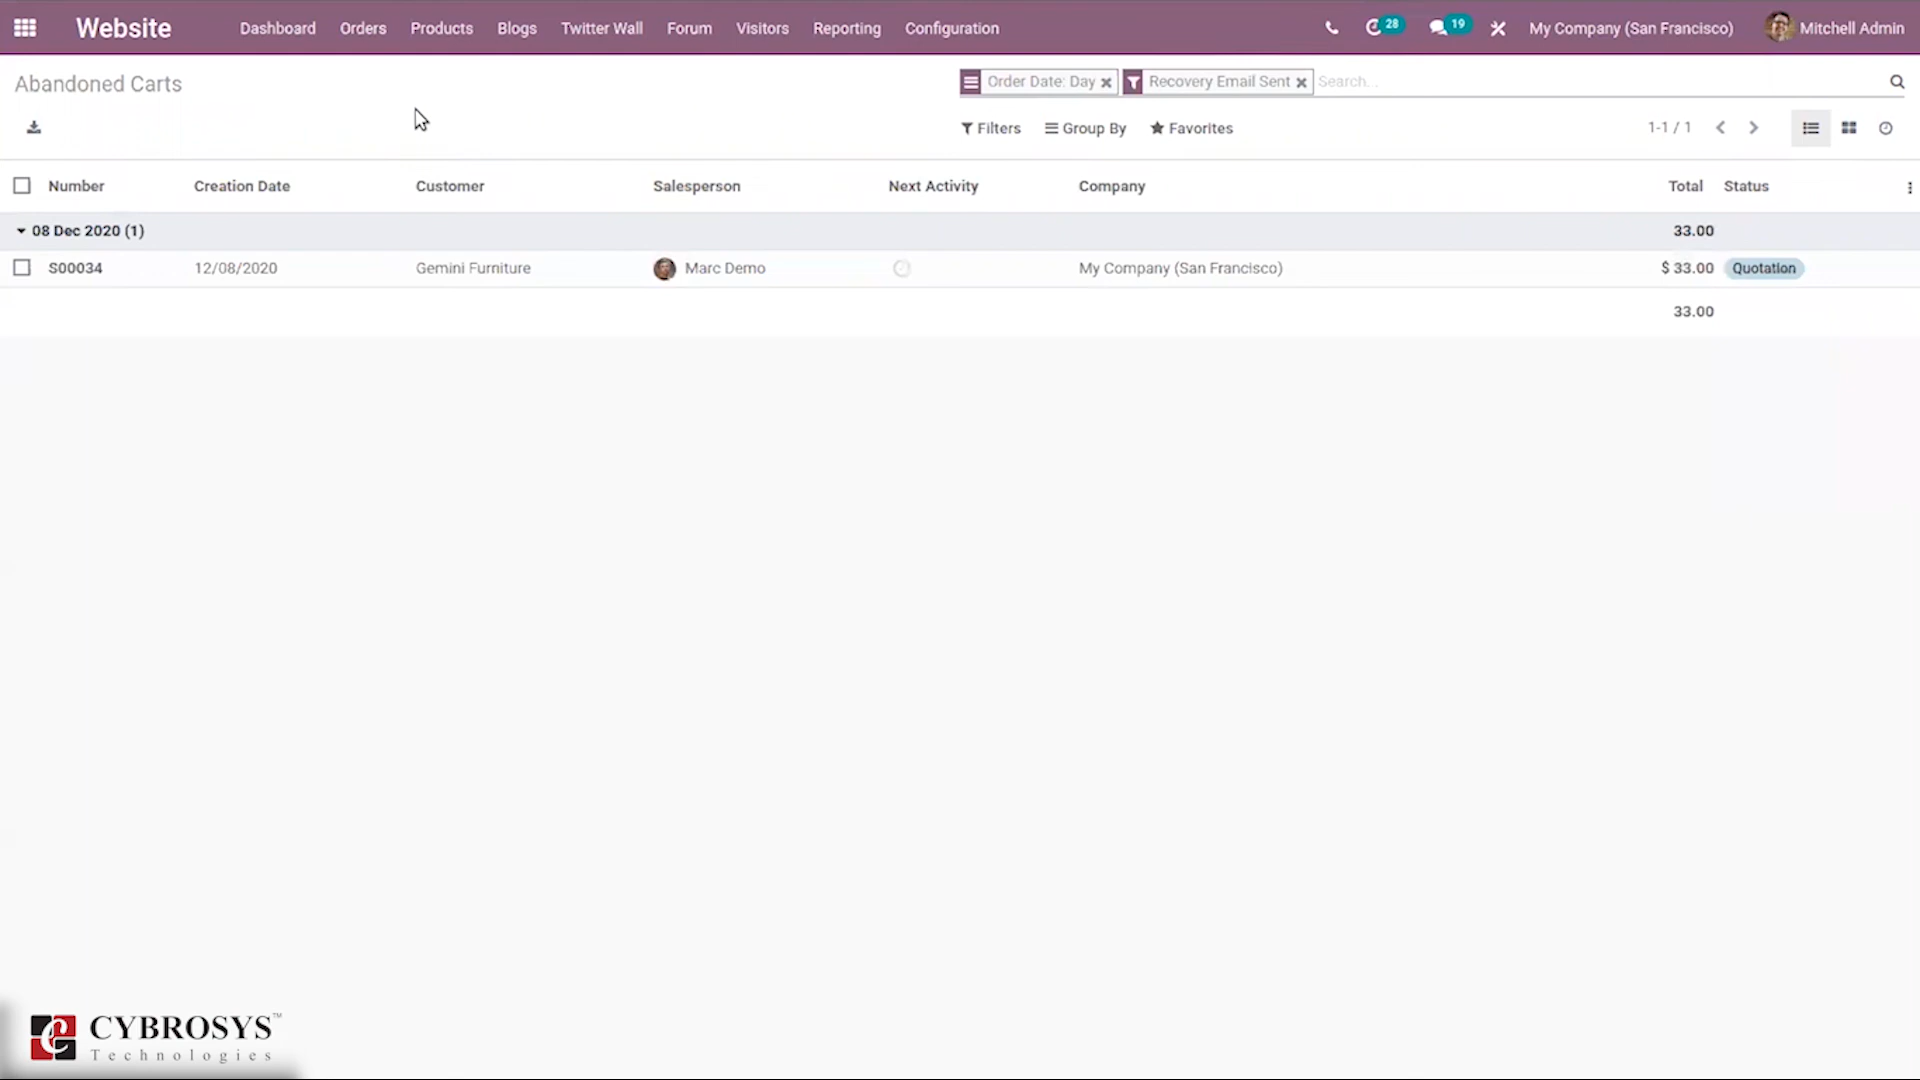 Website Dashboard Orders Products Blogs Twitter Wall Forum Visitors Reporting Configuration 28 19 My Company (San Francisco) Mitchell Admin
Abandoned Carts Order Date: Day Recovery Email Sent Search...
Filters Group By Favorites 1-1 / 1
Number Creation Date Customer Salesperson Next Activity Company Total Status
08 Dec 2020 (1) 33.00
S00034 12/08/2020 Gemini Furniture Marc Demo My Company (San Francisco) $ 33.00 Quotation
33.00
CYBROSYS™
Technologies